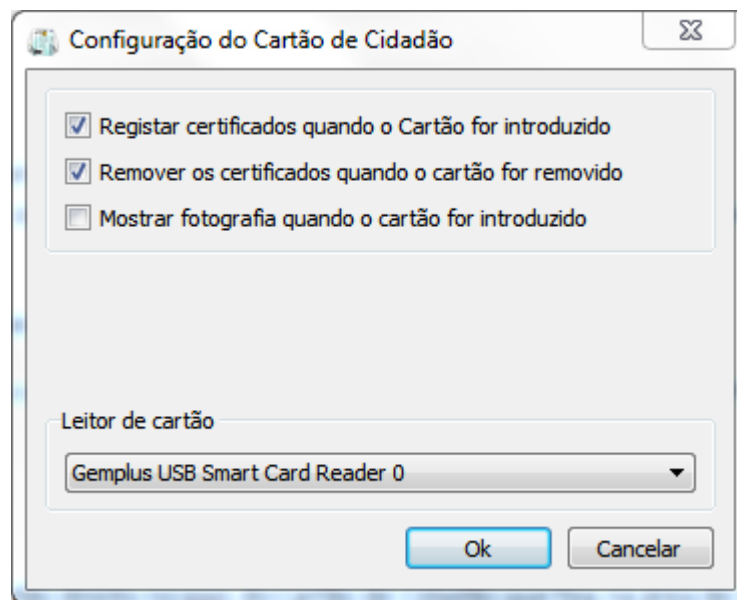 Configuração do Cartão de Cidadão
Registar certificados quando o Cartão for introduzido
Remover os certificados quando o cartão for removido
Mostrar fotografia quando o cartão for introduzido
Leitor de cartão
Gemplus USB Smart Card Reader 0
Ok
Cancelar